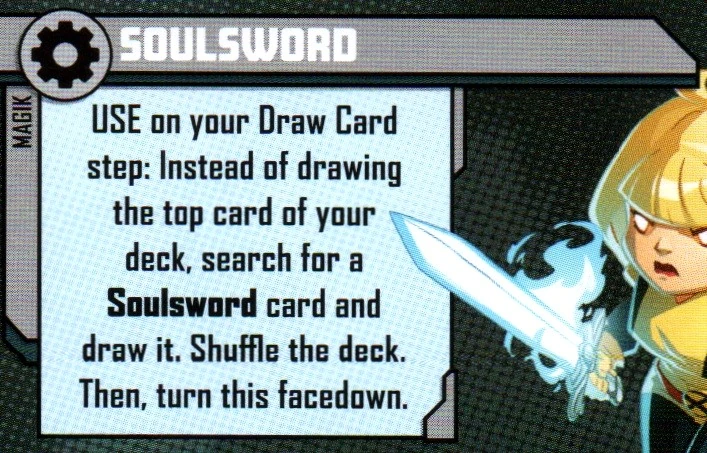 SOULSWORD
MAGIK
USE on your Draw Card
step: Instead of drawing
the top card of your
deck, search for a
Soulsword card and
draw it. Shuffle the deck.
Then, turn this facedown.